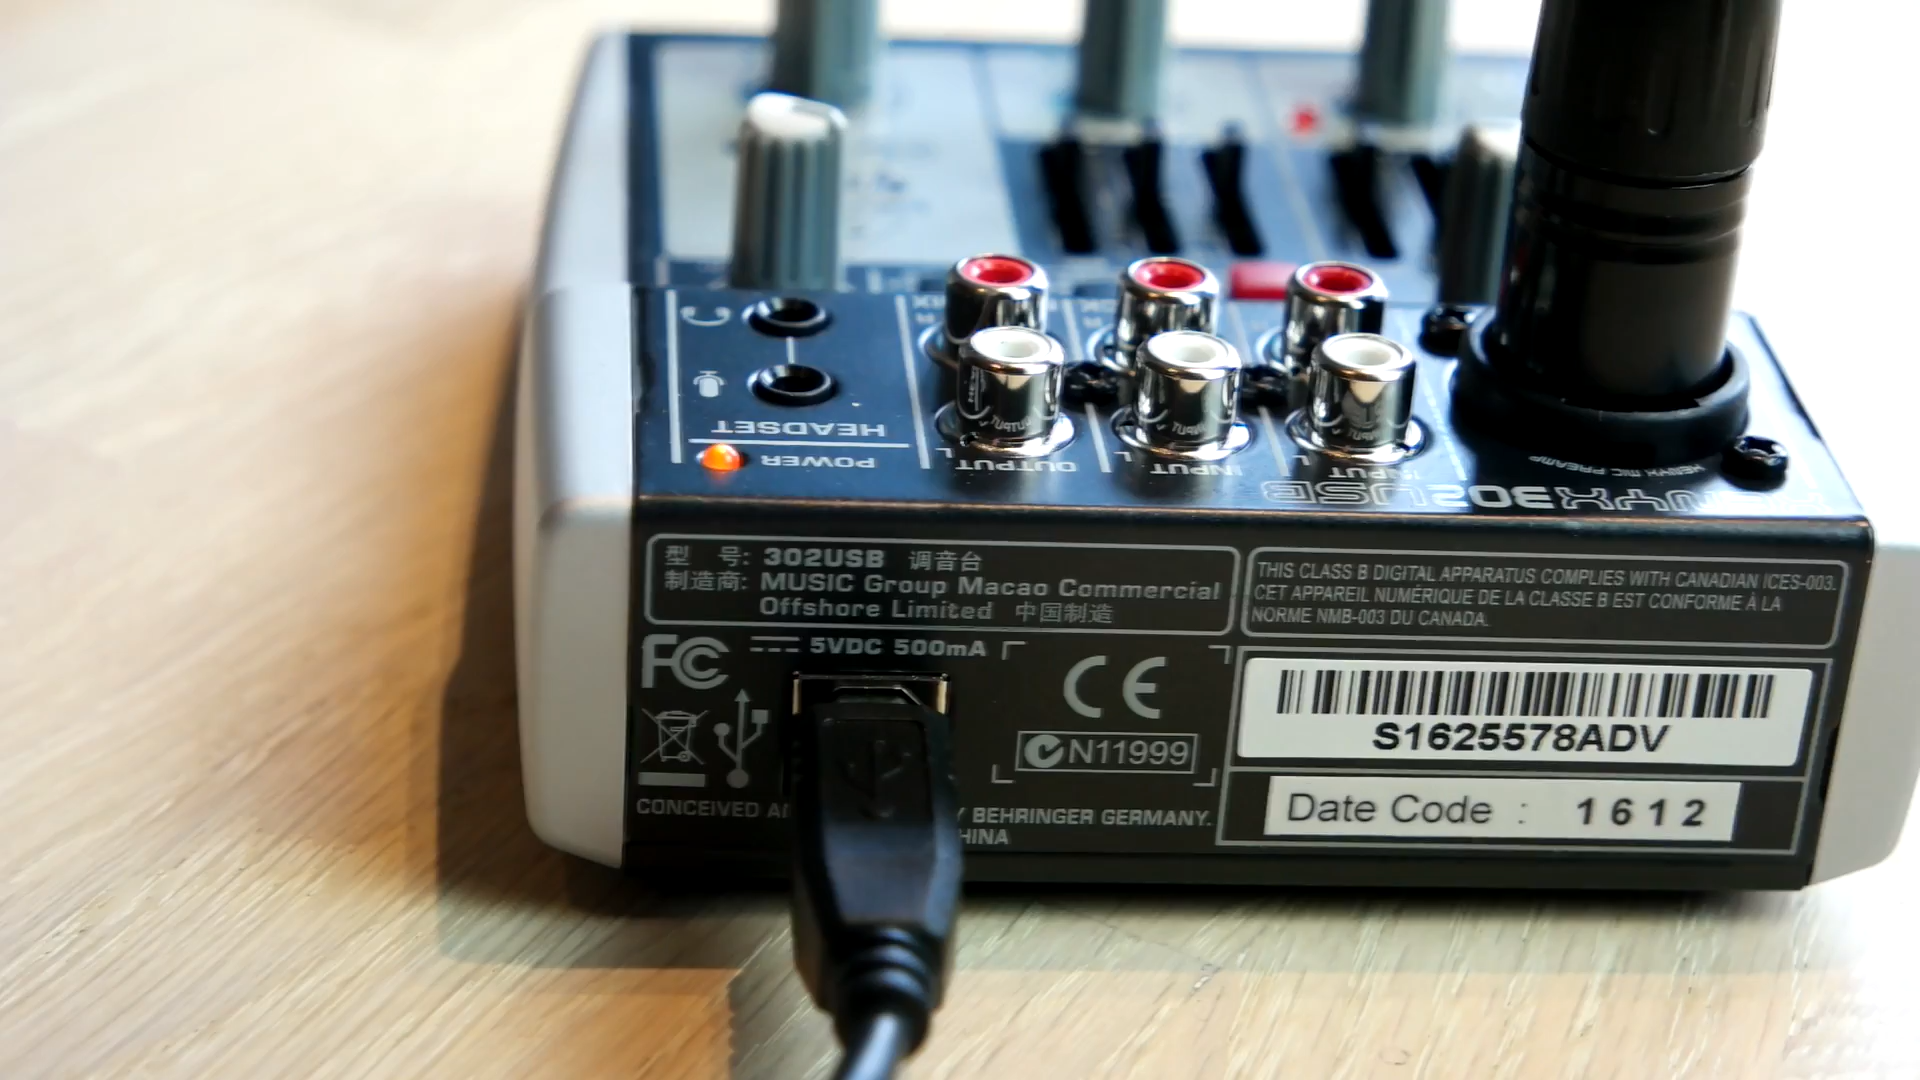 HEADSET
POWER
OUTPUT
INPUT
INPUT
L
L
L
XENYX MIC PREAMP
XENYX 302USB
型 号: 302USB 调音台
制造商: MUSIC Group Macao Commercial
Offshore Limited 中国制造
THIS CLASS B DIGITAL APPARATUS COMPLIES WITH CANADIAN ICES-003.
CET APPAREIL NUMÉRIQUE DE LA CLASSE B EST CONFORME À LA
NORME NMB-003 DU CANADA.
FC
5VDC 500mA
CE
N11999
CONCEIVED
BEHRINGER GERMANY.
S1625578ADV
Date Code : 1612